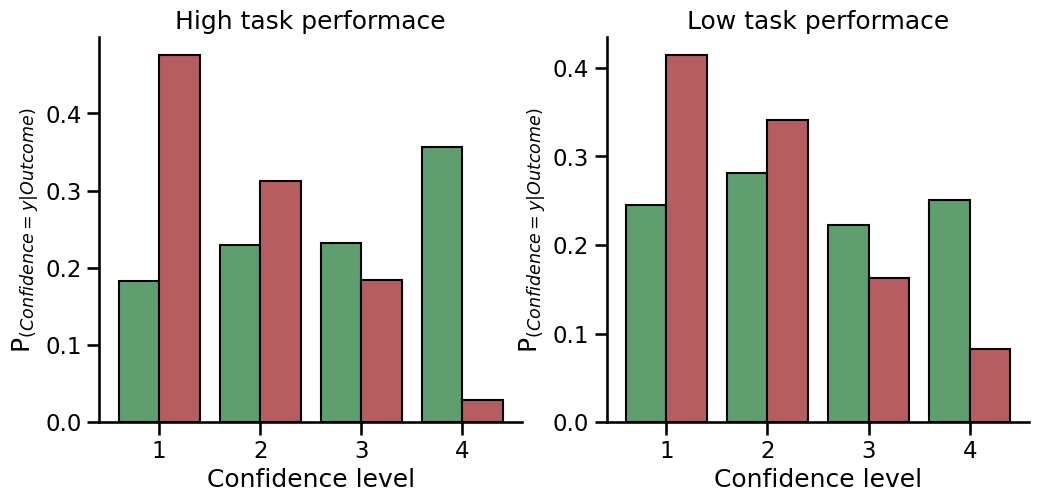 High task performace
P(Confidence = y|Outcome)
0.4
0.3
0.2
0.1
0.0
1 2 3 4
Confidence level
Low task performace
P(Confidence = y|Outcome)
0.4
0.3
0.2
0.1
0.0
1 2 3 4
Confidence level